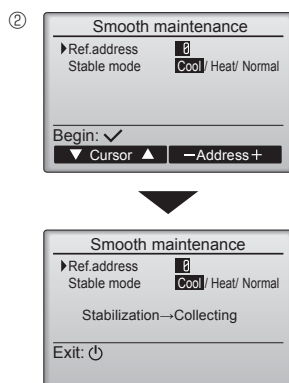 ②
Smooth maintenance
▶Ref.address 0
Stable mode Cool / Heat/ Normal
Begin: ✓
▼ Cursor ▲ −Address+
Smooth maintenance
▶Ref.address 0
Stable mode Cool / Heat/ Normal
Stabilization→Collecting
Exit: ⏻